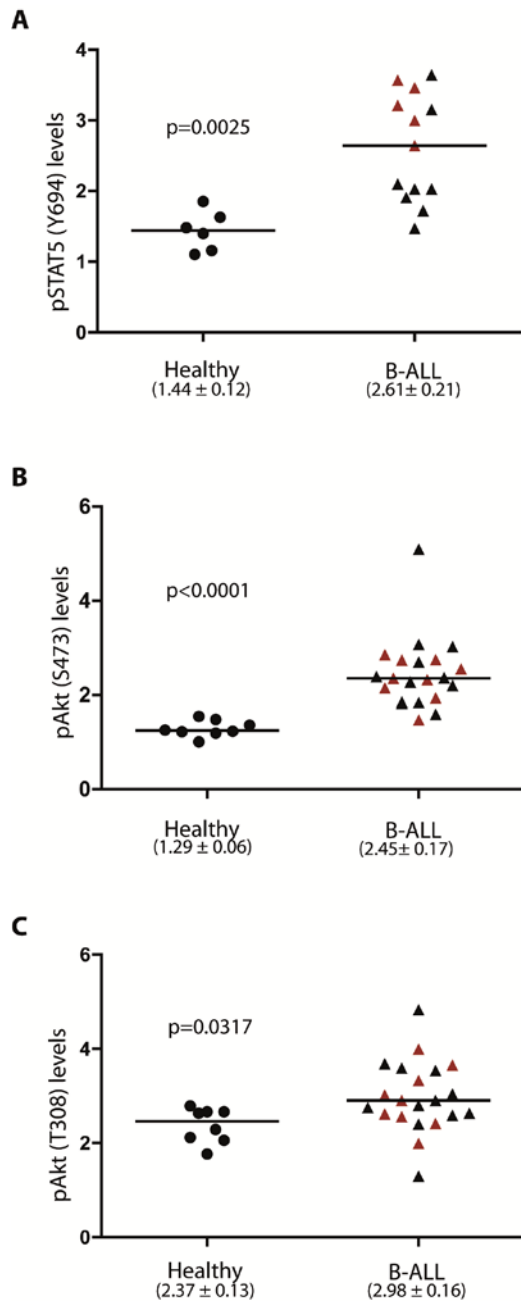 A
pSTAT5 (Y694) levels
4
3
2
1
0
p=0.0025
Healthy
(1.44 ± 0.12)
B-ALL
(2.61 ± 0.21)
B
pAkt (S473) levels
6
4
2
0
p<0.0001
Healthy
(1.29 ± 0.06)
B-ALL
(2.45± 0.17)
C
pAkt (T308) levels
6
4
2
0
p=0.0317
Healthy
(2.37 ± 0.13)
B-ALL
(2.98 ± 0.16)